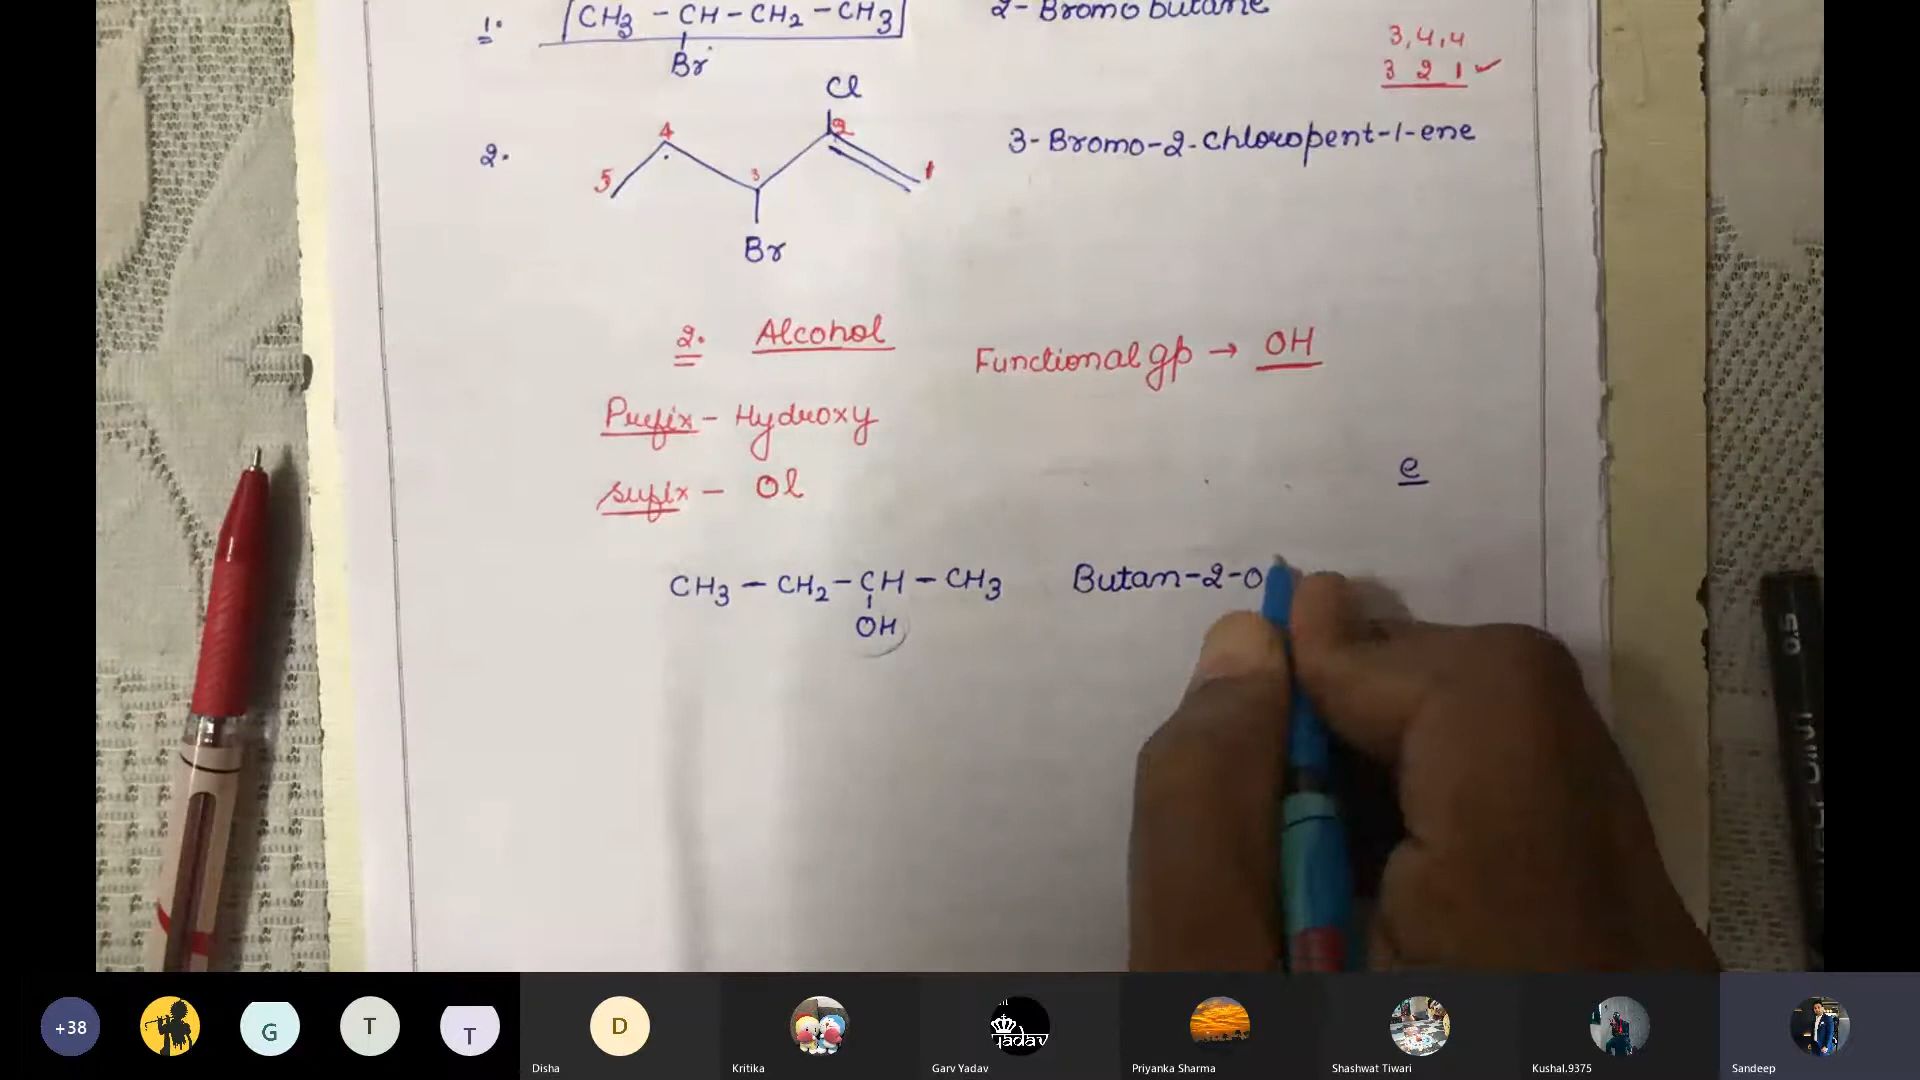 1. CH3 - CH - CH2 - CH3 2- Bromo butane
Br
3,4,4
3 2 1 ✓
Cl
2. 5 4 3 2 1 3-Bromo-2-chloropent-1-ene
Br
2. Alcohol Functional gp → OH
Prefix - Hydroxy
e
Sufix - Ol
CH3 - CH2 - CH - CH3 Butan-2-O
OH
0.5
+38 G T T D
Yadav
Disha Kritika Garv Yadav Priyanka Sharma Shashwat Tiwari Kushal.9375 Sandeep